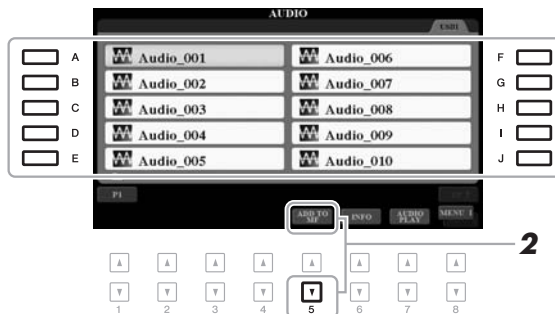 AUDIO
USB1
A
Audio_001
Audio_006
F
B
Audio_002
Audio_007
G
C
Audio_003
Audio_008
H
D
Audio_004
Audio_009
I
E
Audio_005
Audio_010
J
P1
ADD TO MF
INFO
AUDIO PLAY
MENU 1
2
1
2
3
4
5
6
7
8